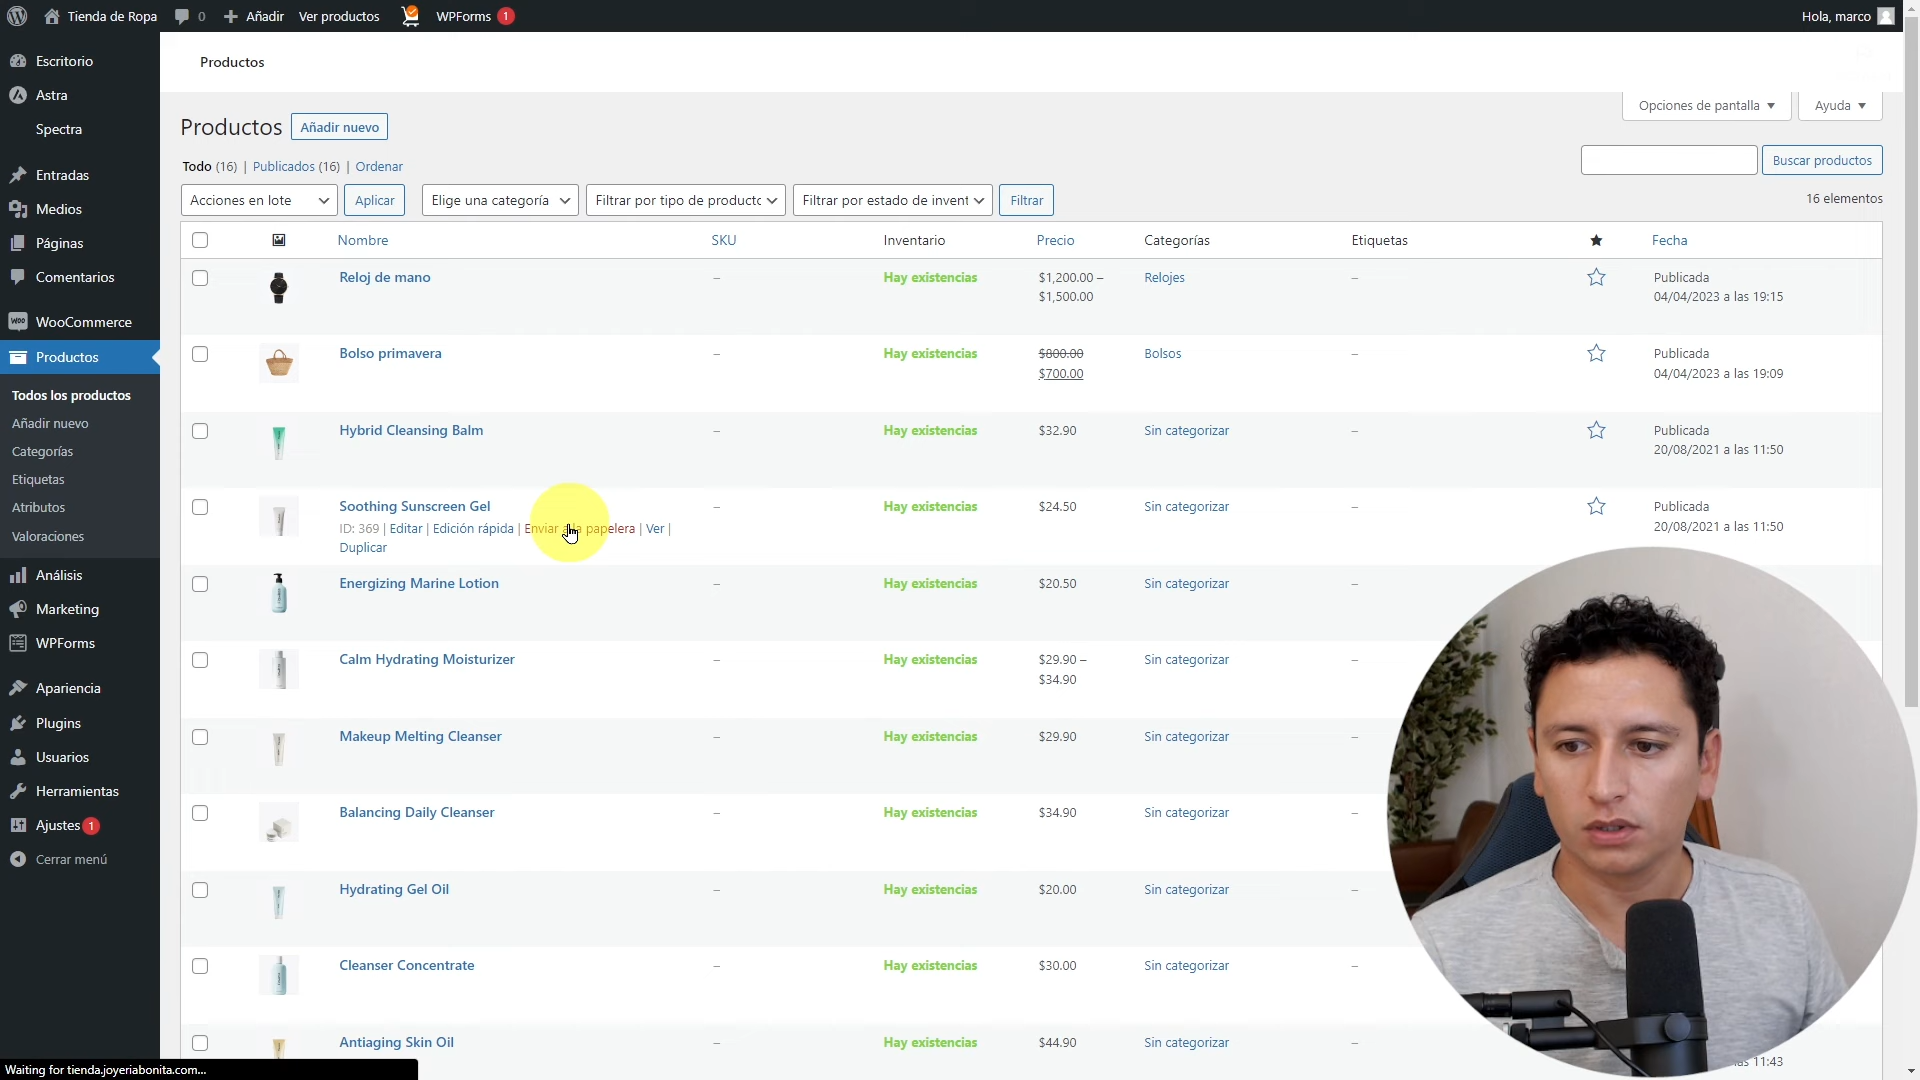 Tienda de Ropa 0 Añadir Ver productos WPForms 1 Hola, marco
Escritorio
Astra
Spectra
Entradas
Medios
Páginas
Comentarios
WooCommerce
Productos
Todos los productos
Añadir nuevo
Categorías
Etiquetas
Atributos
Valoraciones
Análisis
Marketing
WPForms
Apariencia
Plugins
Usuarios
Herramientas
Ajustes 1
Cerrar menú
Productos
Opciones de pantalla Ayuda
Productos Añadir nuevo
Todo (16) | Publicados (16) | Ordenar
Buscar productos
Acciones en lote Aplicar Elige una categoría Filtrar por tipo de producto Filtrar por estado de invent Filtrar 16 elementos
Nombre SKU Inventario Precio Categorías Etiquetas Fecha
Reloj de mano – Hay existencias $1,200.00 – Relojes – Publicada
$1,500.00 04/04/2023 a las 19:15
Bolso primavera – Hay existencias $800.00 Bolsos – Publicada
$700.00 04/04/2023 a las 19:09
Hybrid Cleansing Balm – Hay existencias $32.90 Sin categorizar – Publicada
20/08/2021 a las 11:50
Soothing Sunscreen Gel – Hay existencias $24.50 Sin categorizar – Publicada
ID: 369 | Editar | Edición rápida | Enviar a la papelera | Ver | 20/08/2021 a las 11:50
Duplicar
Energizing Marine Lotion – Hay existencias $20.50 Sin categorizar –
Calm Hydrating Moisturizer – Hay existencias $29.90 – Sin categorizar –
$34.90
Makeup Melting Cleanser – Hay existencias $29.90 Sin categorizar –
Balancing Daily Cleanser – Hay existencias $34.90 Sin categorizar –
Hydrating Gel Oil – Hay existencias $20.00 Sin categorizar –
Cleanser Concentrate – Hay existencias $30.00 Sin categorizar –
Antiaging Skin Oil – Hay existencias $44.90 Sin categorizar –
11:43
Waiting for tienda.joyeriabonita.com...